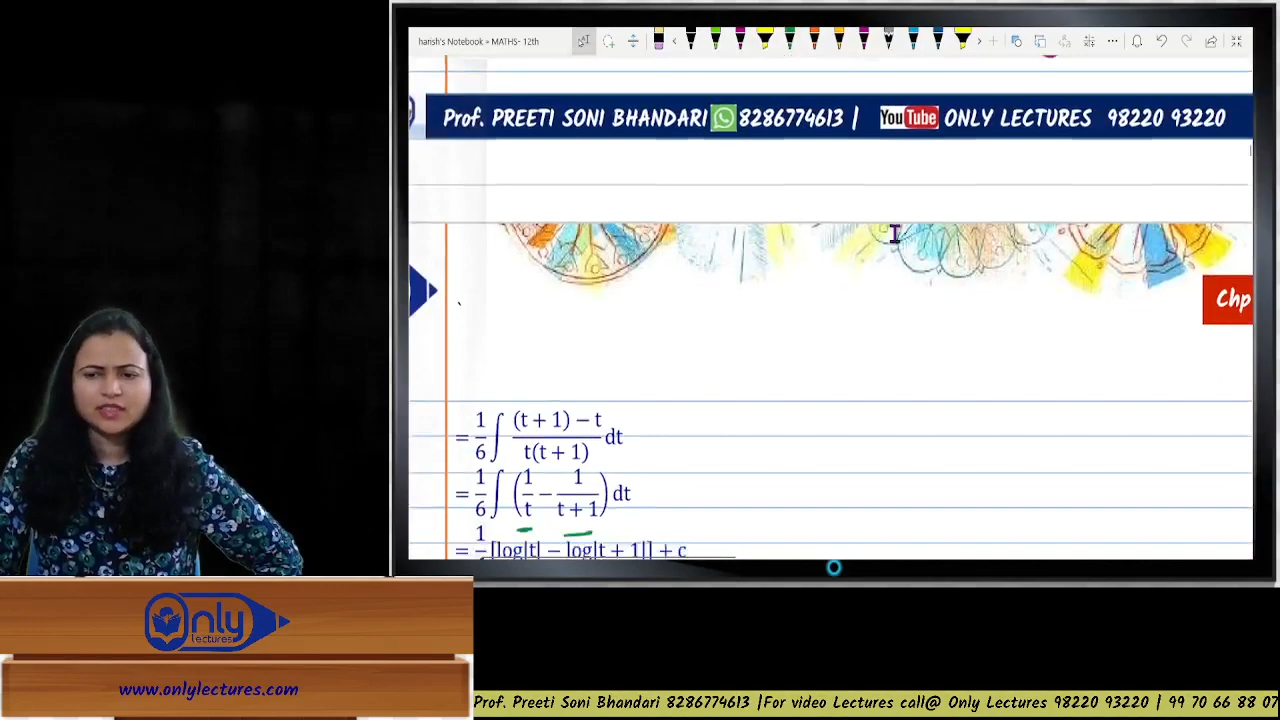 harish's Notebook » MATHS- 12th
Prof. PREETI SONI BHANDARI 8286774613 | YouTube ONLY LECTURES 98220 93220
Chp
= 1/6 ∫ (t + 1) − t / t(t + 1) dt
= 1/6 ∫ (1/t − 1/(t + 1)) dt
= 1/ [log|t| − log|t + 1|] + c
Only
lectures
www.onlylectures.com
Prof. Preeti Soni Bhandari 8286774613 |For video Lectures call@ Only Lectures 98220 93220 | 99 70 66 88 07